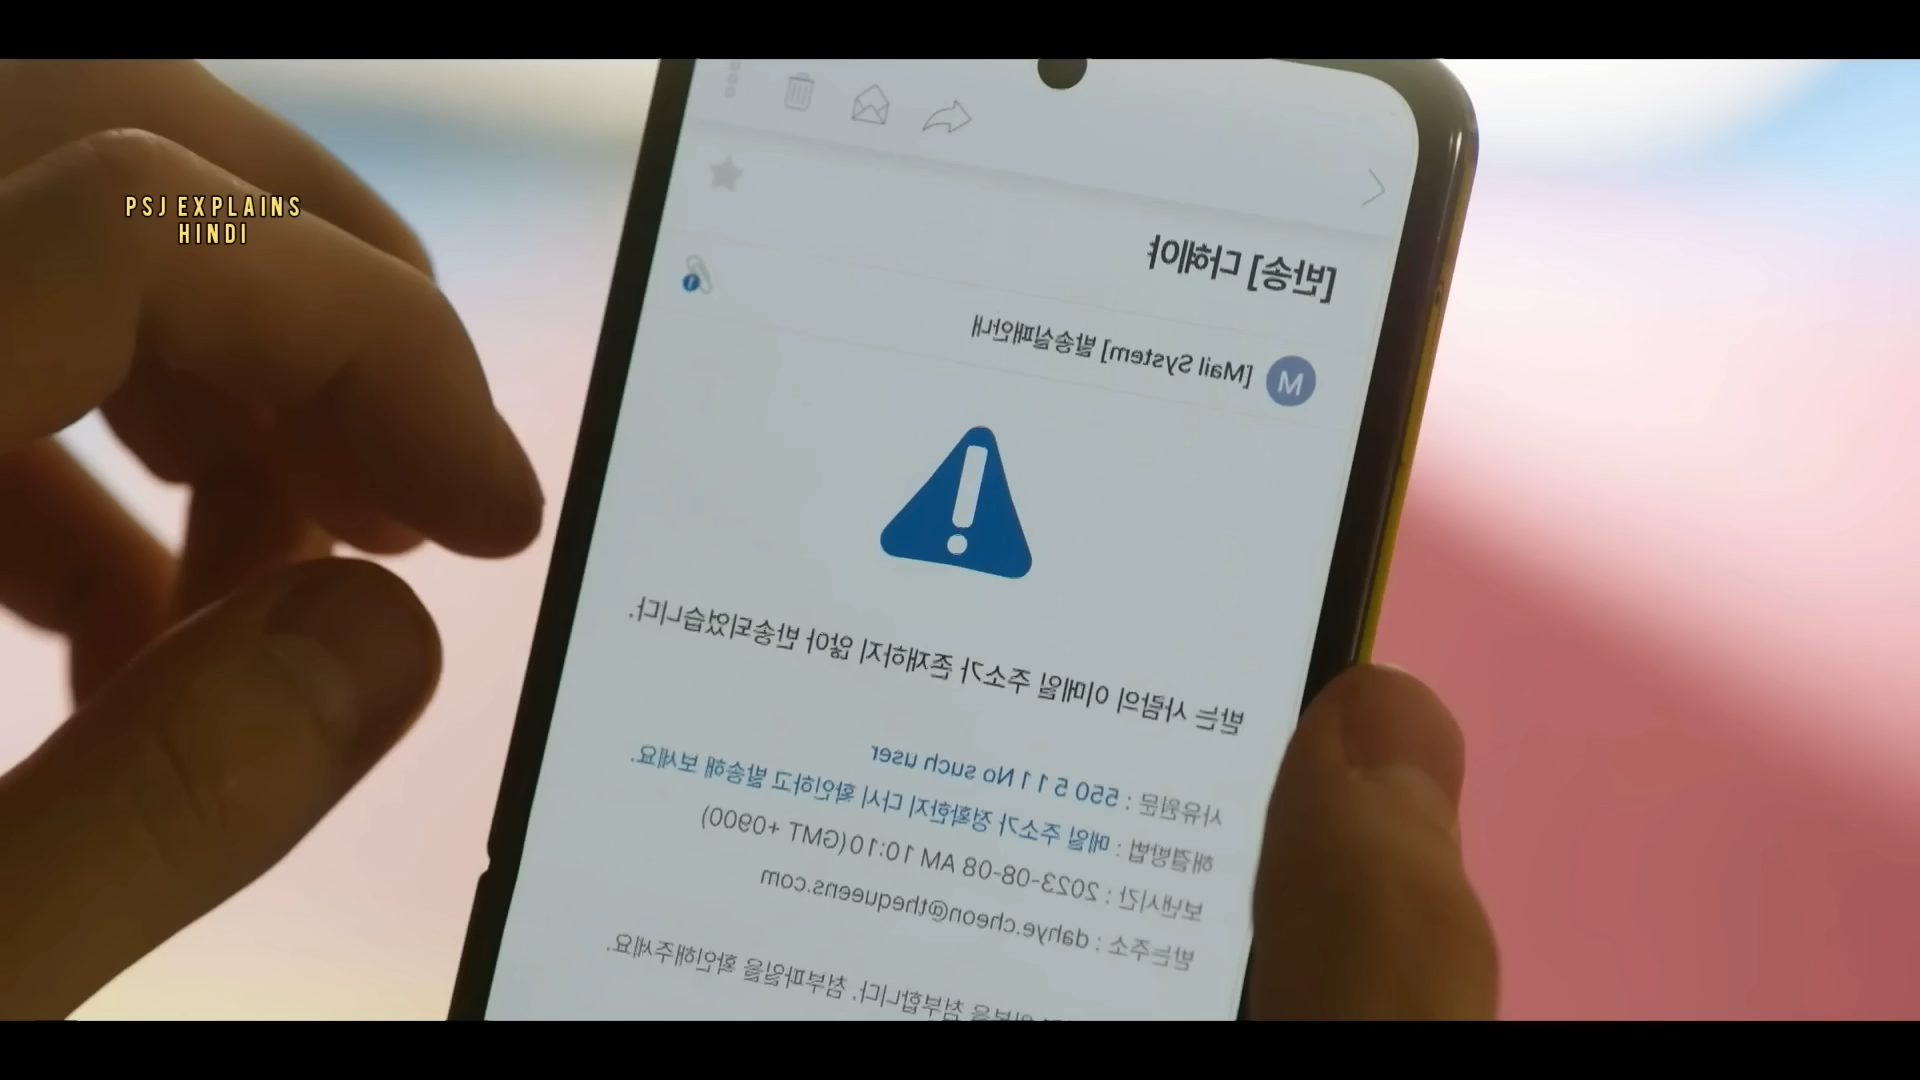 PSJ EXPLAINS
HINDI
[반송] 다혜야
M
[Mail System] 발송실패안내
받는 사람의 이메일 주소가 존재하지 않아 반송되었습니다.
사유원문 : 550 5 1 1 No such user
해결방법 : 메일 주소가 정확한지 다시 확인하고 발송해 보세요.
보낸시간 : 2023-08-08 AM 10:10(GMT +0900)
받는주소 : dahye.cheon@thequeens.com
첨부합니다. 첨부파일을 확인해주세요.